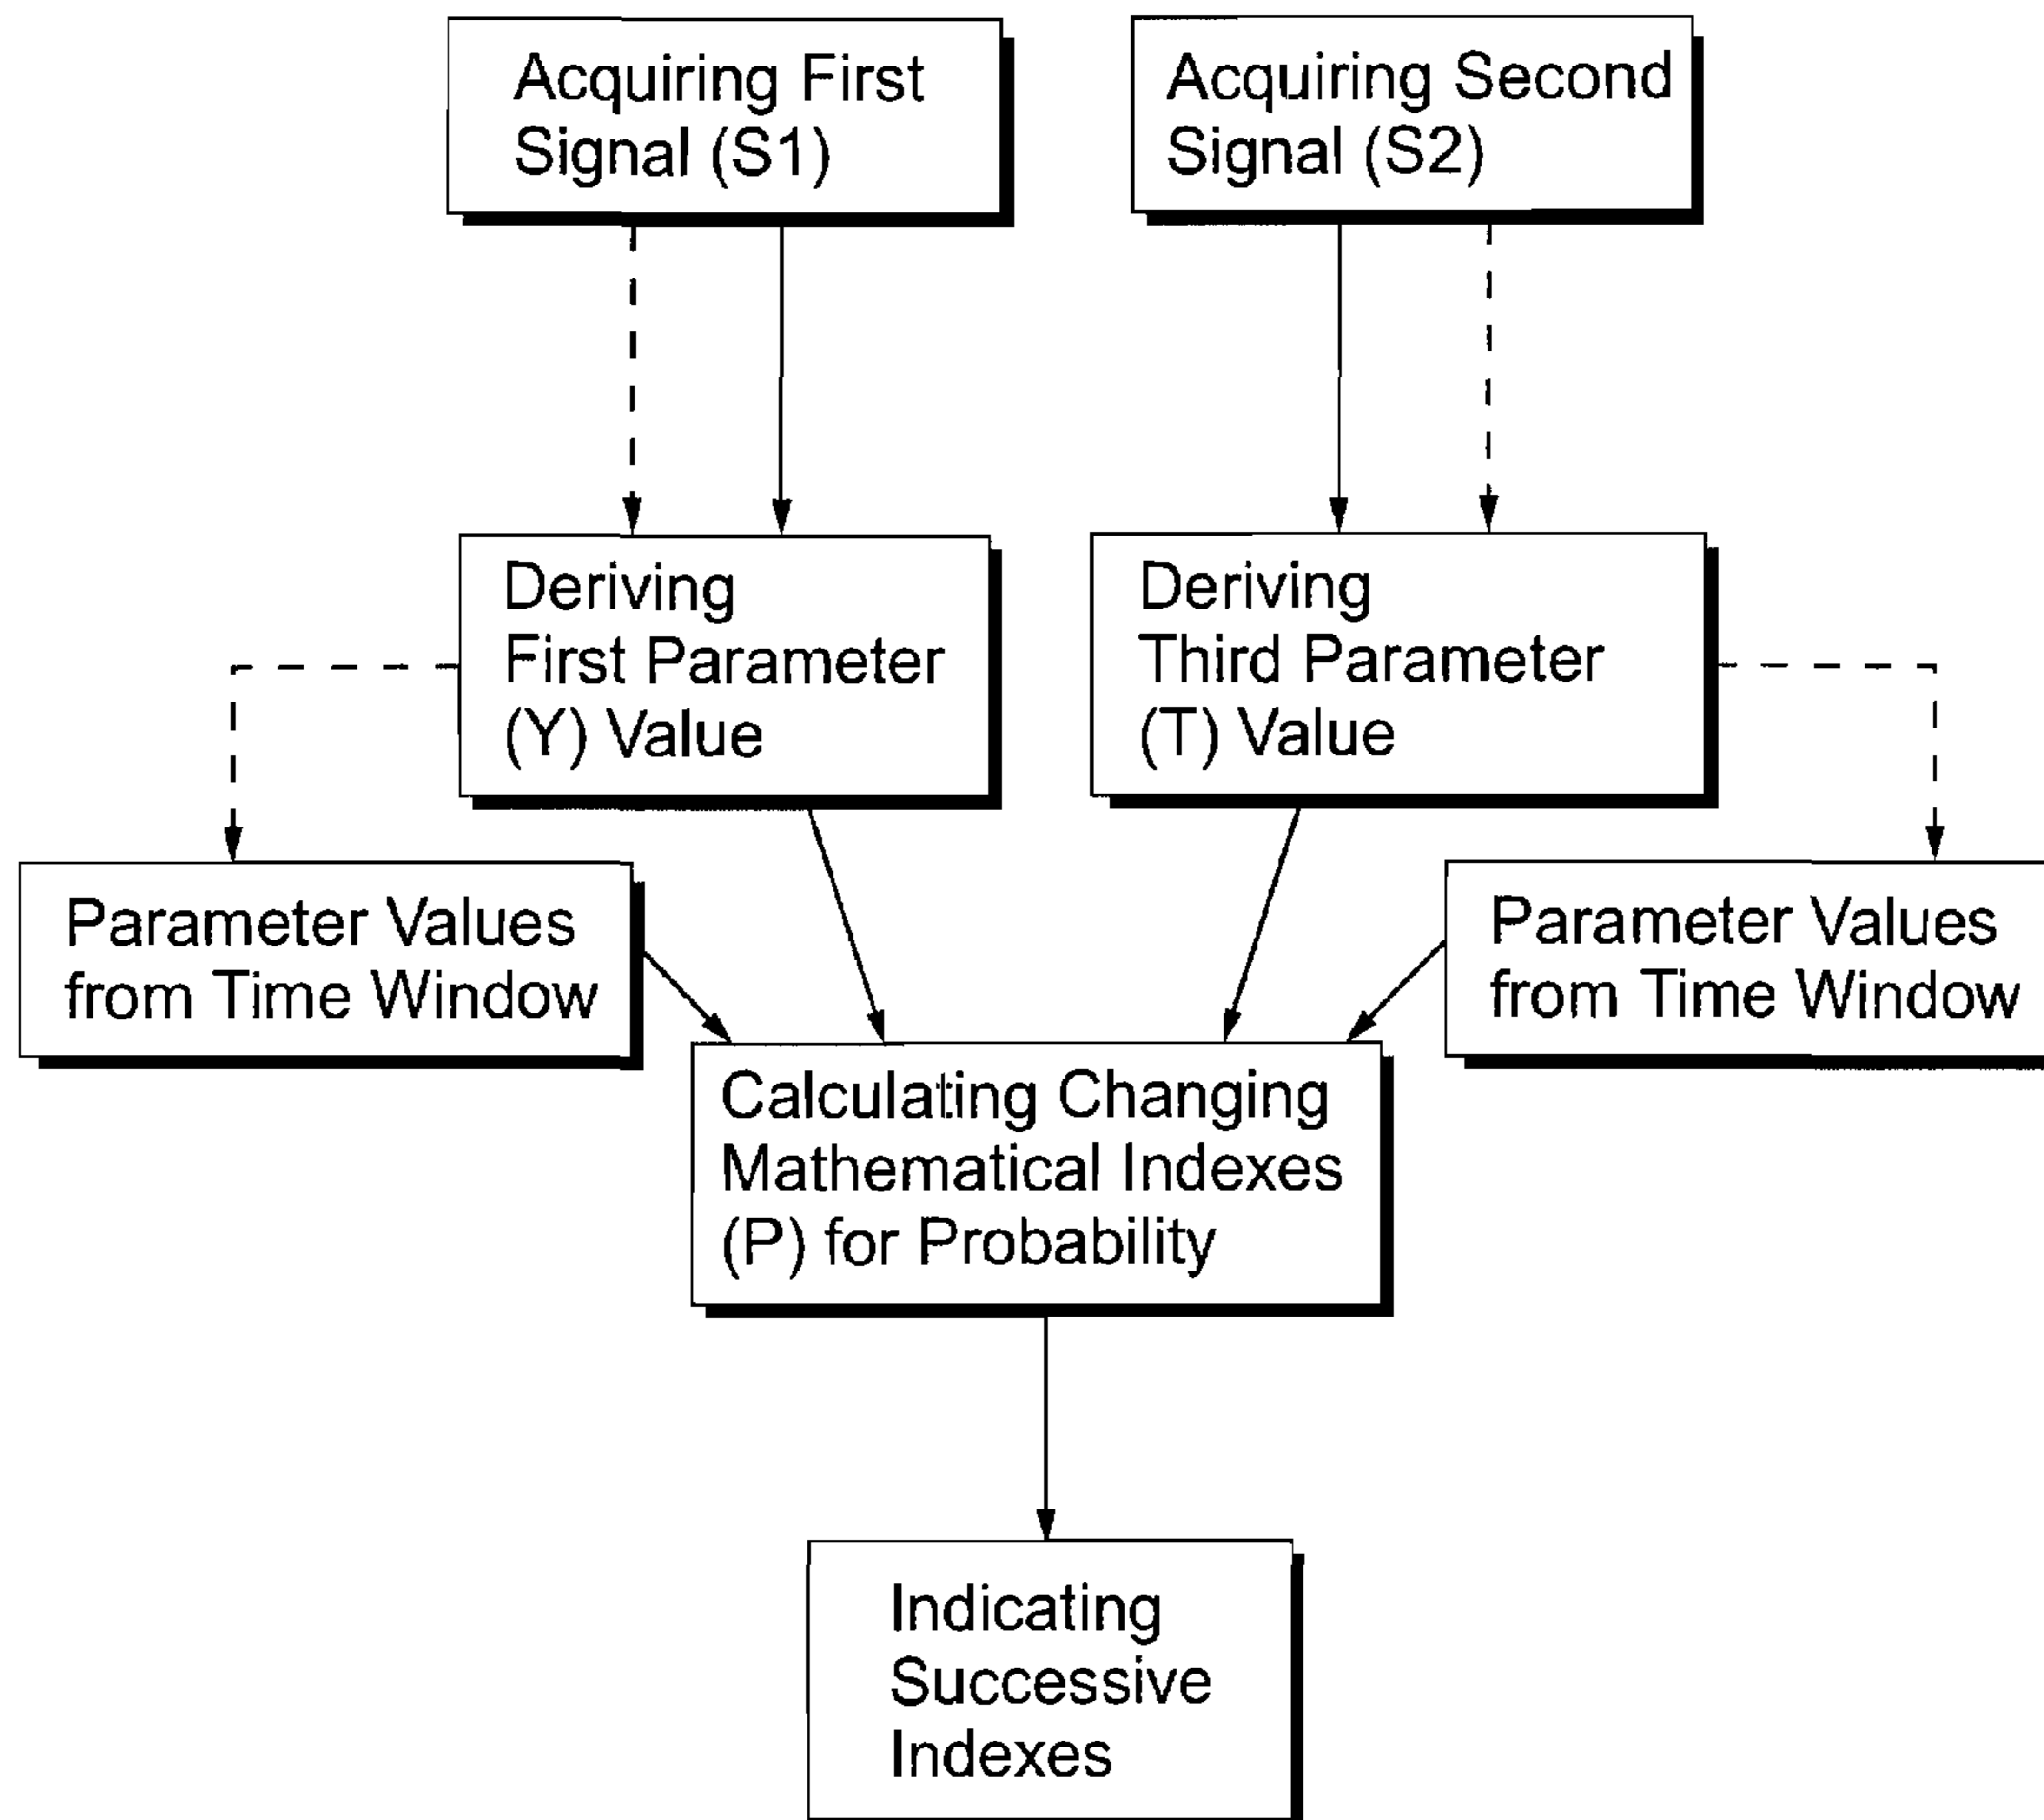 Acquiring First
Signal (S1)
Acquiring Second
Signal (S2)
Deriving
First Parameter
(Y) Value
Deriving
Third Parameter
(T) Value
Parameter Values
from Time Window
Parameter Values
from Time Window
Calculating Changing
Mathematical Indexes
(P) for Probability
Indicating
Successive
Indexes